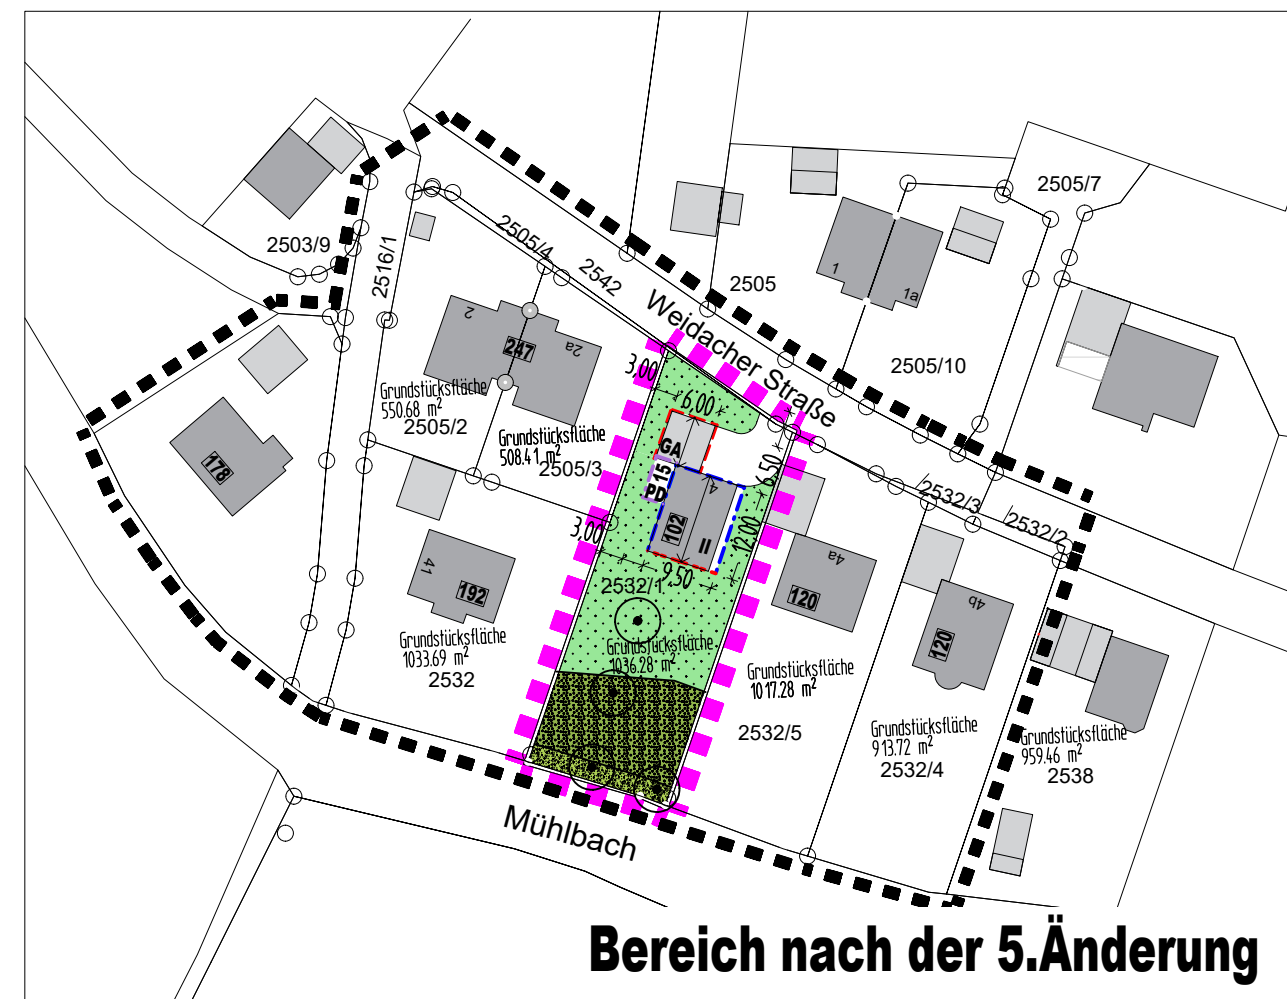 2503/9
2516/1
2505/4
2542
2505
2505/7
2505/10
1
1a
Weidacher Straße
2
2a
247
Grundstücksfläche
550.68 m²
2505/2
Grundstücksfläche
508.41 m²
2505/3
178
3,00
6,00
GA
15
PD
4
6,50
102
II
12.00
3,00
9,50
2532/1
Grundstücksfläche
1036.28 m²
41
192
Grundstücksfläche
1033.69 m²
2532
2532/3
2532/2
4a
120
Grundstücksfläche
1017.28 m²
2532/5
4b
120
Grundstücksfläche
913.72 m²
2532/4
Grundstücksfläche
959.46 m²
2538
Mühlbach
Bereich nach der 5.Änderung